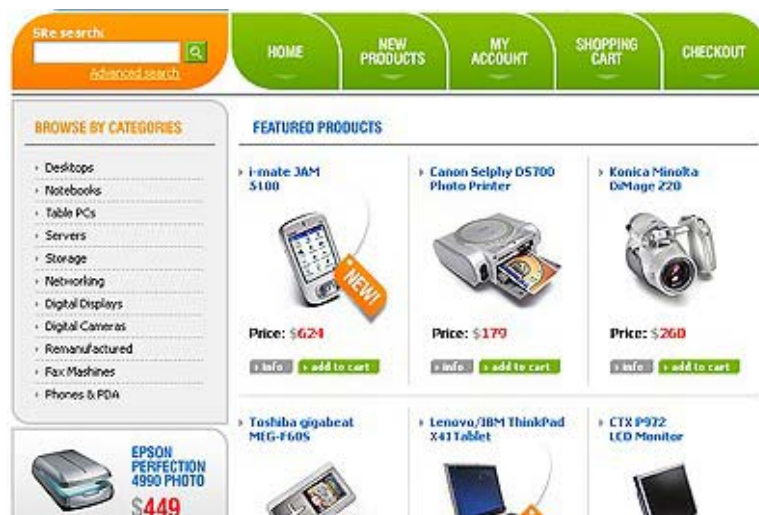 Site search:
Advanced search
HOME
NEW
PRODUCTS
MY
ACCOUNT
SHOPPING
CART
CHECKOUT
BROWSE BY CATEGORIES
Desktops
Notebooks
Table PCs
Servers
Storage
Networking
Digital Displays
Digital Cameras
Remanufactured
Fax Mashines
Phones & PDA
EPSON
PERFECTION
4990 PHOTO
$449
FEATURED PRODUCTS
i-mate JAM
Canon Selphy DS700
Photo Printer
Konica Minolta
DiMage Z20
NEW!
Price: $624
Price: $179
Price: $260
info
add to cart
info
add to cart
info
add to cart
Toshiba gigabeat
MEG-F60S
Lenovo/IBM ThinkPad
X41 Tablet
CTX P972
LCD Monitor